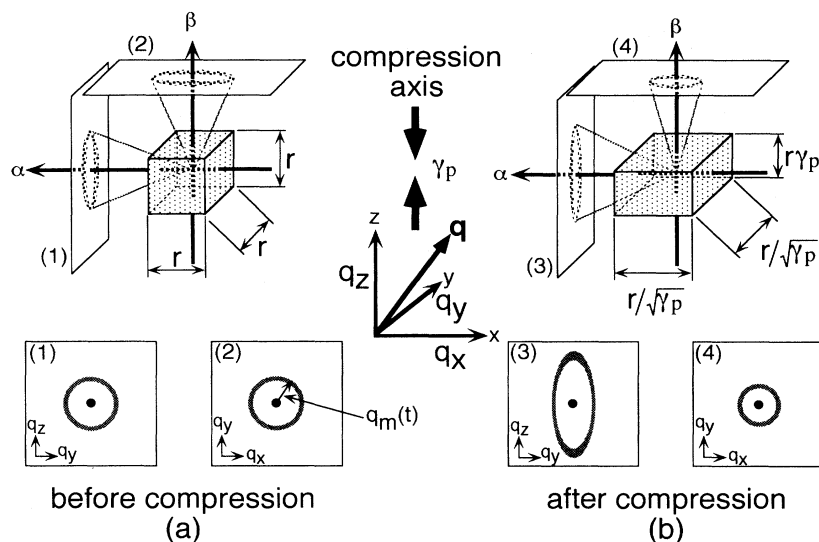 β
(2)
α
(1)
r
r
r
compression
axis
γp
z
q
qz
y
qy
x
qx
β
(4)
α
(3)
rγp
r/√γp
r/√γp
(1)
qz
qy
(2)
qy
qx
qm(t)
(3)
qz
qy
(4)
qy
qx
before compression
(a)
after compression
(b)